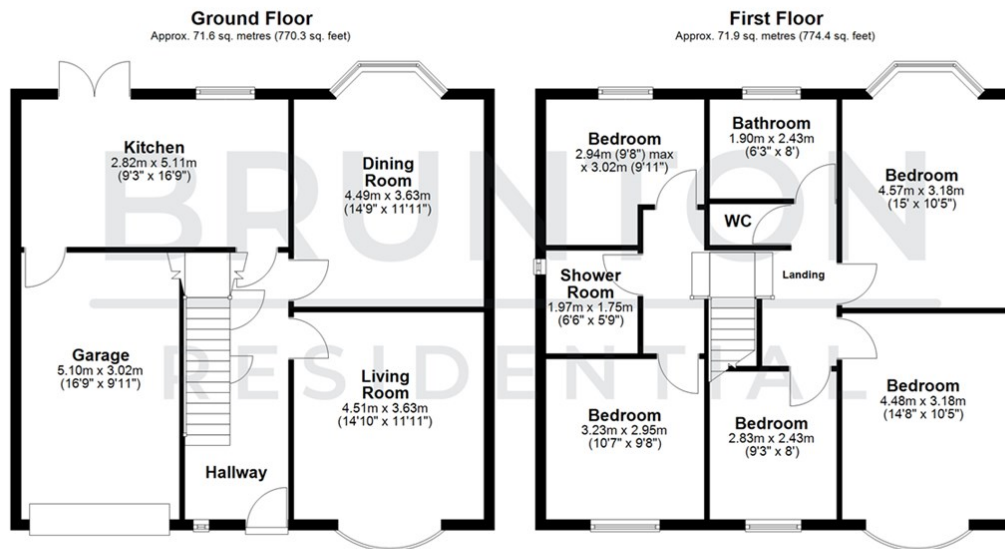 Ground Floor
Approx. 71.6 sq. metres (770.3 sq. feet)
Kitchen
2.82m x 5.11m
(9'3" x 16'9")
Dining
Room
4.49m x 3.63m
(14'9" x 11'11")
Garage
5.10m x 3.02m
(16'9" x 9'11")
Living
Room
4.51m x 3.63m
(14'10" x 11'11")
Hallway
First Floor
Approx. 71.9 sq. metres (774.4 sq. feet)
Bedroom
2.94m (9'8") max
x 3.02m (9'11")
Bathroom
1.90m x 2.43m
(6'3" x 8')
Bedroom
4.57m x 3.18m
(15' x 10'5")
WC
Landing
Shower
Room
1.97m x 1.75m
(6'6" x 5'9")
Bedroom
3.23m x 2.95m
(10'7" x 9'8")
Bedroom
2.83m x 2.43m
(9'3" x 8')
Bedroom
4.48m x 3.18m
(14'8" x 10'5")
BRUNTON
RESIDENTIAL